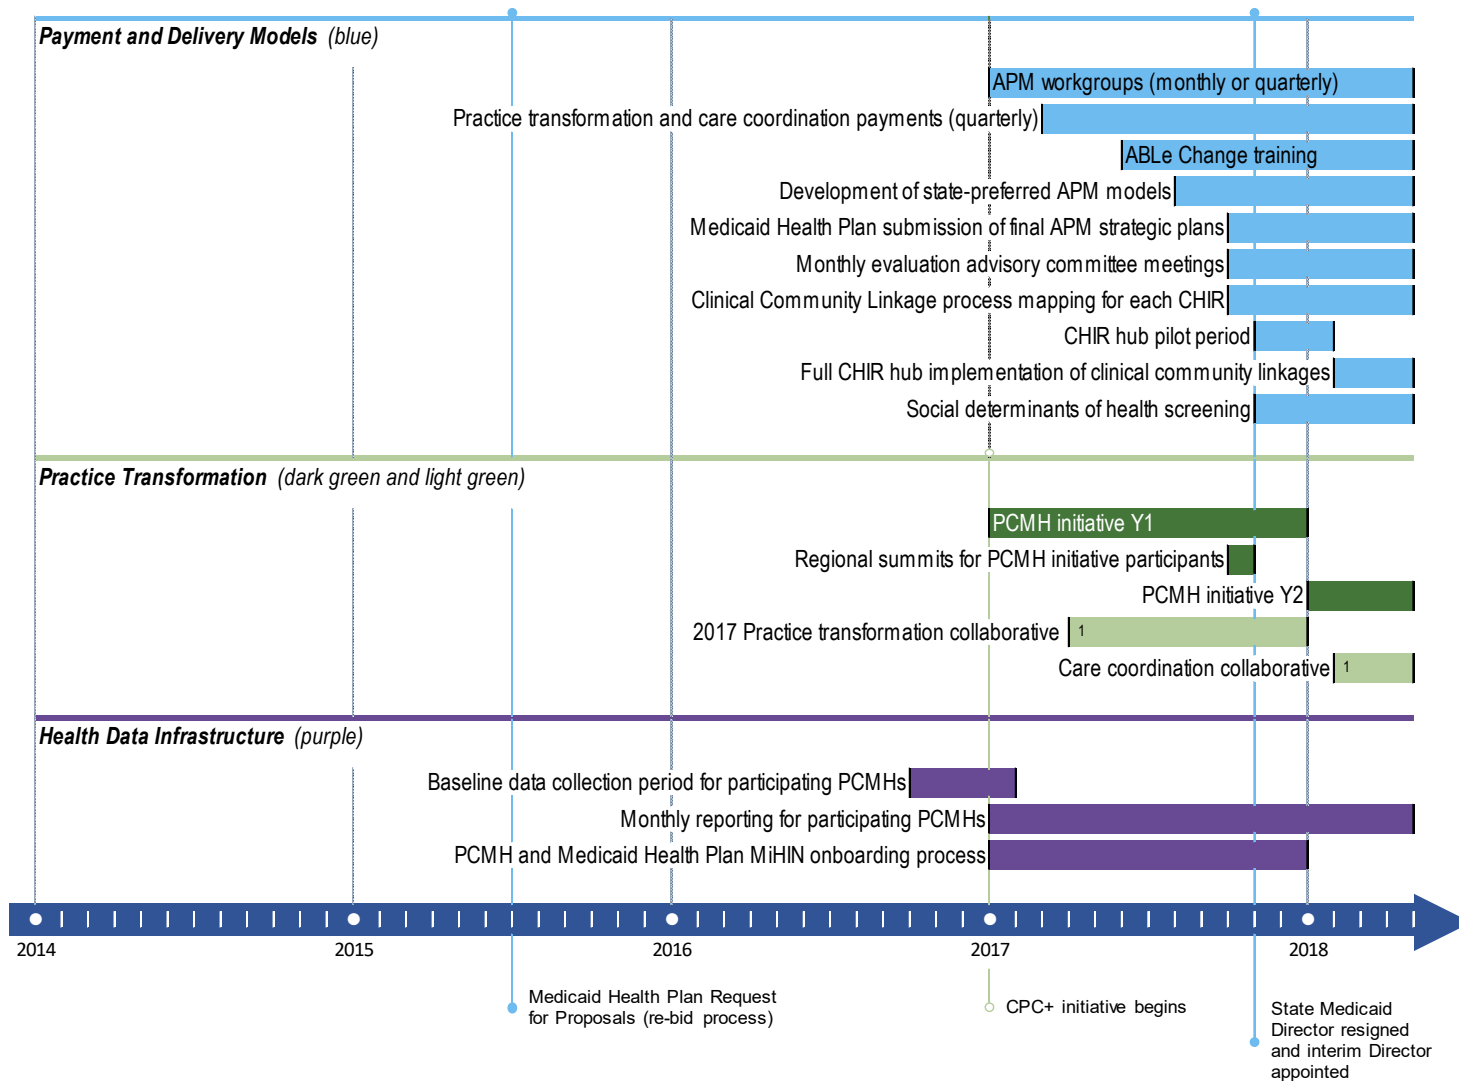 Payment and Delivery Models (blue)
APM workgroups (monthly or quarterly)
Practice transformation and care coordination payments (quarterly)
ABLe Change training
Development of state-preferred APM models
Medicaid Health Plan submission of final APM strategic plans
Monthly evaluation advisory committee meetings
Clinical Community Linkage process mapping for each CHIR
CHIR hub pilot period
Full CHIR hub implementation of clinical community linkages
Social determinants of health screening
Practice Transformation (dark green and light green)
PCMH initiative Y1
Regional summits for PCMH initiative participants
PCMH initiative Y2
2017 Practice transformation collaborative 1
Care coordination collaborative 1
Health Data Infrastructure (purple)
Baseline data collection period for participating PCMHs
Monthly reporting for participating PCMHs
PCMH and Medicaid Health Plan MiHIN onboarding process
2014 2015 2016 2017 2018
Medicaid Health Plan Request
for Proposals (re-bid process)
CPC+ initiative begins
State Medicaid
Director resigned
and interim Director
appointed